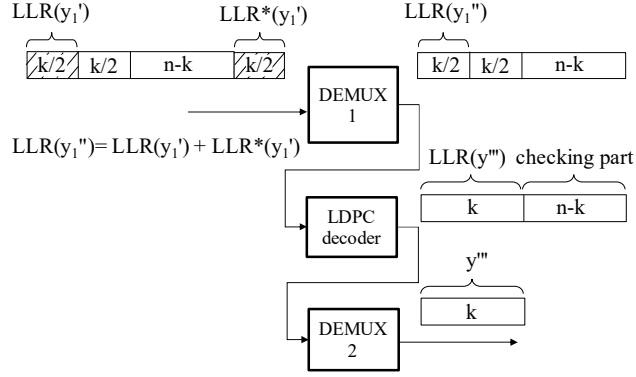 LLR(y₁') LLR*(y₁') LLR(y₁'')
k/2 k/2 n-k k/2 k/2 k/2 n-k
DEMUX
1
LLR(y₁'')= LLR(y₁') + LLR*(y₁')
LLR(y''') checking part
k n-k
LDPC
decoder
y'''
k
DEMUX
2